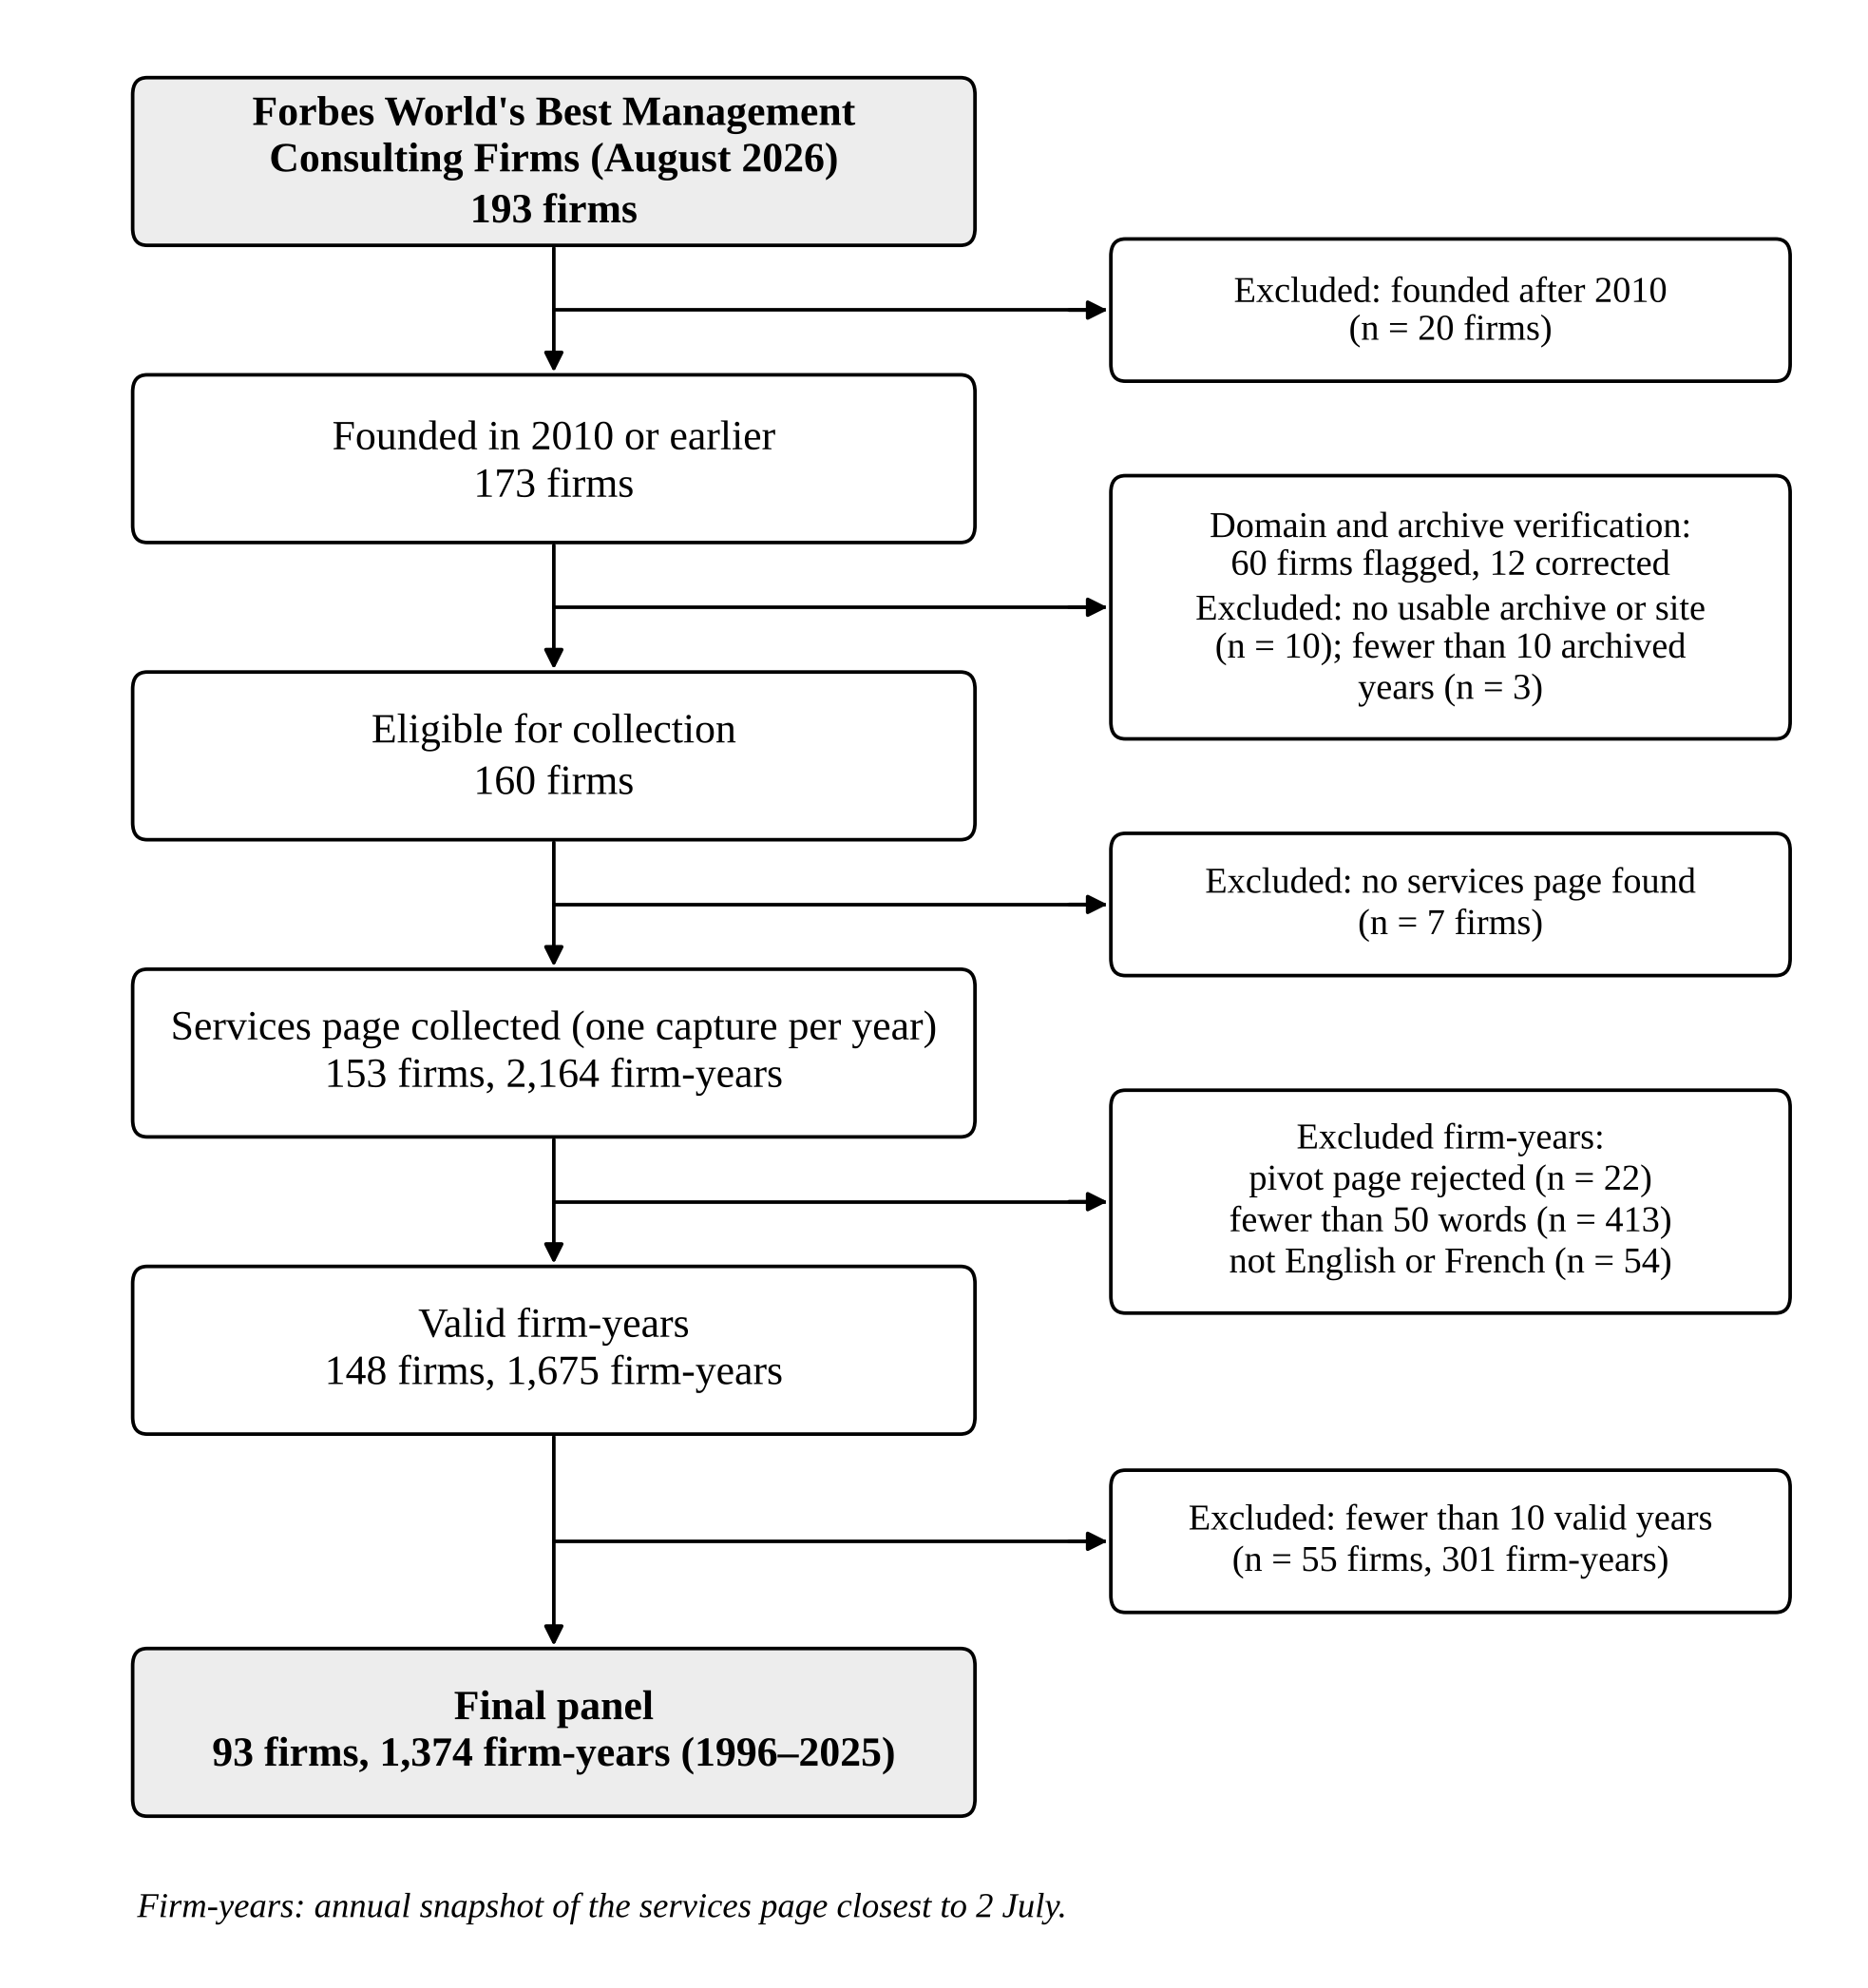 Forbes World's Best Management
Consulting Firms (August 2026)
193 firms
Excluded: founded after 2010
(n = 20 firms)
Founded in 2010 or earlier
173 firms
Domain and archive verification:
60 firms flagged, 12 corrected
Excluded: no usable archive or site
(n = 10); fewer than 10 archived
years (n = 3)
Eligible for collection
160 firms
Excluded: no services page found
(n = 7 firms)
Services page collected (one capture per year)
153 firms, 2,164 firm-years
Excluded firm-years:
pivot page rejected (n = 22)
fewer than 50 words (n = 413)
not English or French (n = 54)
Valid firm-years
148 firms, 1,675 firm-years
Excluded: fewer than 10 valid years
(n = 55 firms, 301 firm-years)
Final panel
93 firms, 1,374 firm-years (1996–2025)
Firm-years: annual snapshot of the services page closest to 2 July.